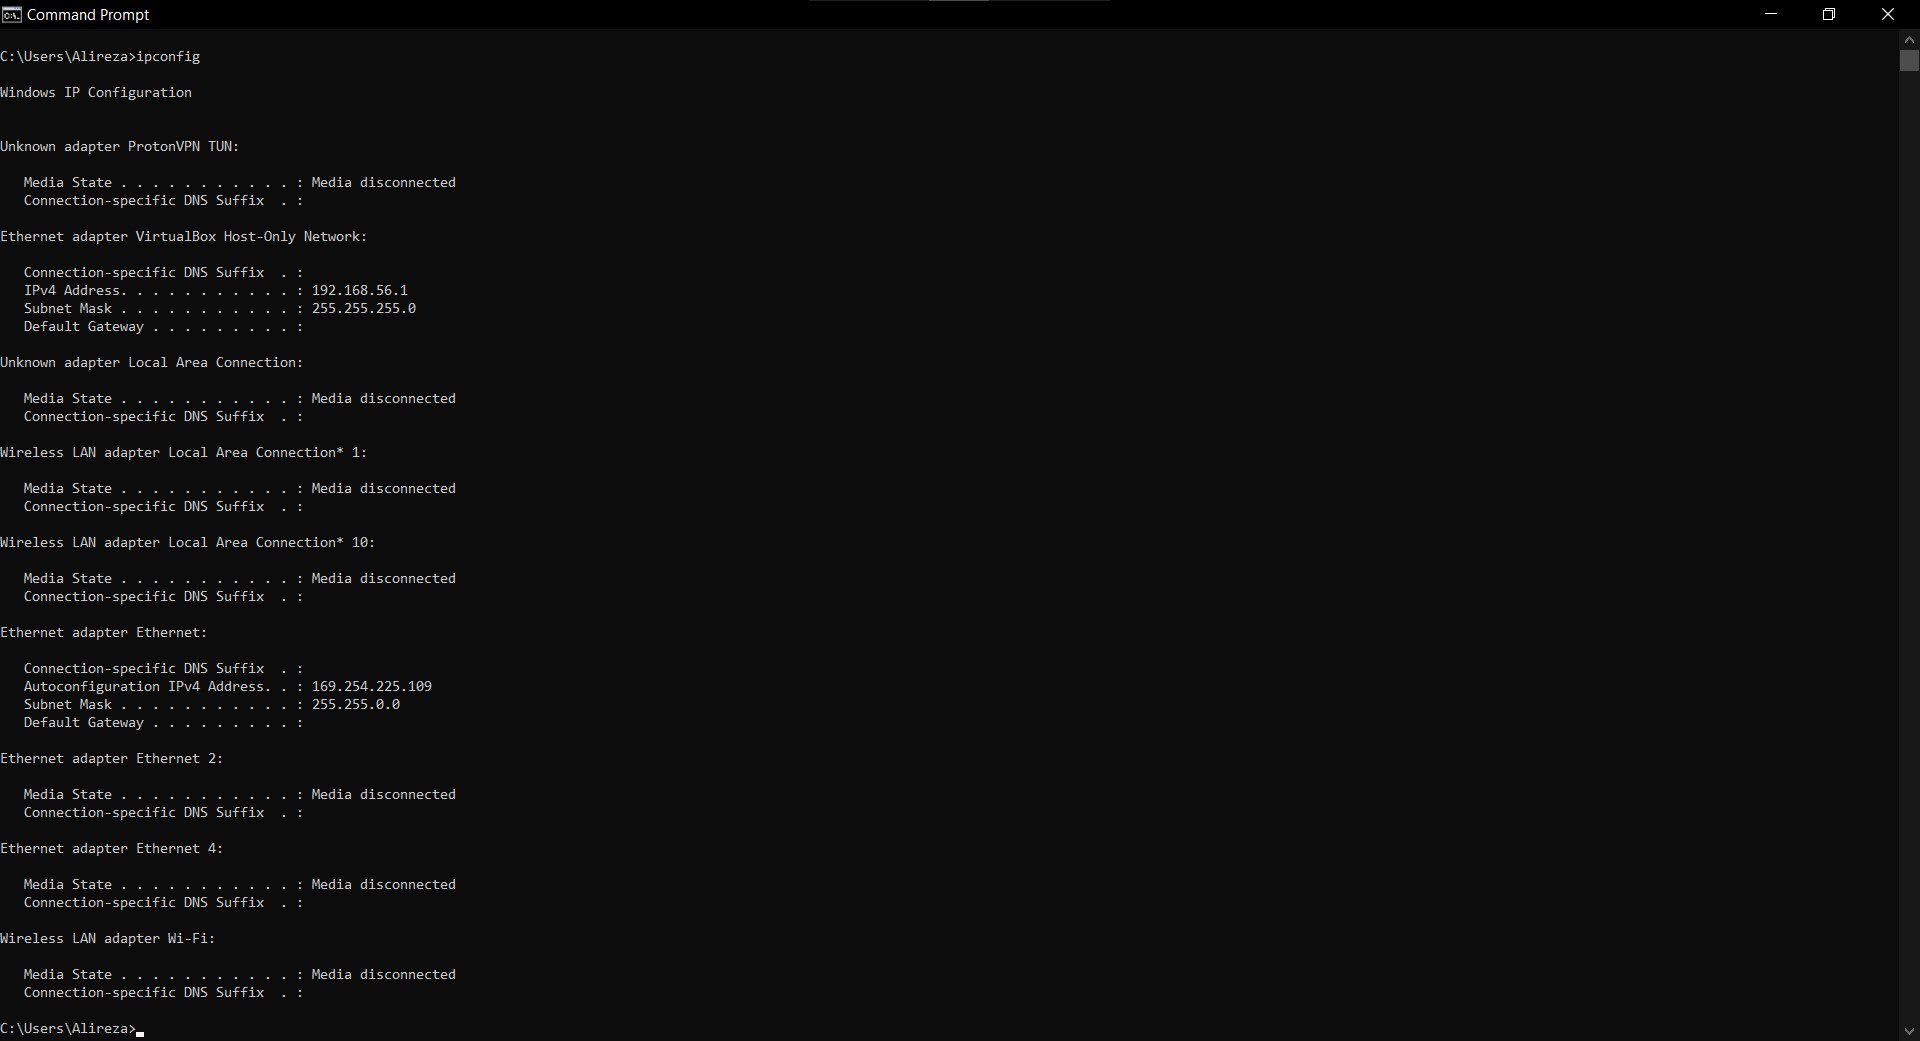 Command Prompt
C:\Users\Alireza>ipconfig
Windows IP Configuration
Unknown adapter ProtonVPN TUN:
   Media State . . . . . . . . . . . : Media disconnected
   Connection-specific DNS Suffix  . :
Ethernet adapter VirtualBox Host-Only Network:
   Connection-specific DNS Suffix  . :
   IPv4 Address. . . . . . . . . . . : 192.168.56.1
   Subnet Mask . . . . . . . . . . . : 255.255.255.0
   Default Gateway . . . . . . . . . :
Unknown adapter Local Area Connection:
   Media State . . . . . . . . . . . : Media disconnected
   Connection-specific DNS Suffix  . :
Wireless LAN adapter Local Area Connection* 1:
   Media State . . . . . . . . . . . : Media disconnected
   Connection-specific DNS Suffix  . :
Wireless LAN adapter Local Area Connection* 10:
   Media State . . . . . . . . . . . : Media disconnected
   Connection-specific DNS Suffix  . :
Ethernet adapter Ethernet:
   Connection-specific DNS Suffix  . :
   Autoconfiguration IPv4 Address. . : 169.254.225.109
   Subnet Mask . . . . . . . . . . . : 255.255.0.0
   Default Gateway . . . . . . . . . :
Ethernet adapter Ethernet 2:
   Media State . . . . . . . . . . . : Media disconnected
   Connection-specific DNS Suffix  . :
Ethernet adapter Ethernet 4:
   Media State . . . . . . . . . . . : Media disconnected
   Connection-specific DNS Suffix  . :
Wireless LAN adapter Wi-Fi:
   Media State . . . . . . . . . . . : Media disconnected
   Connection-specific DNS Suffix  . :
C:\Users\Alireza>